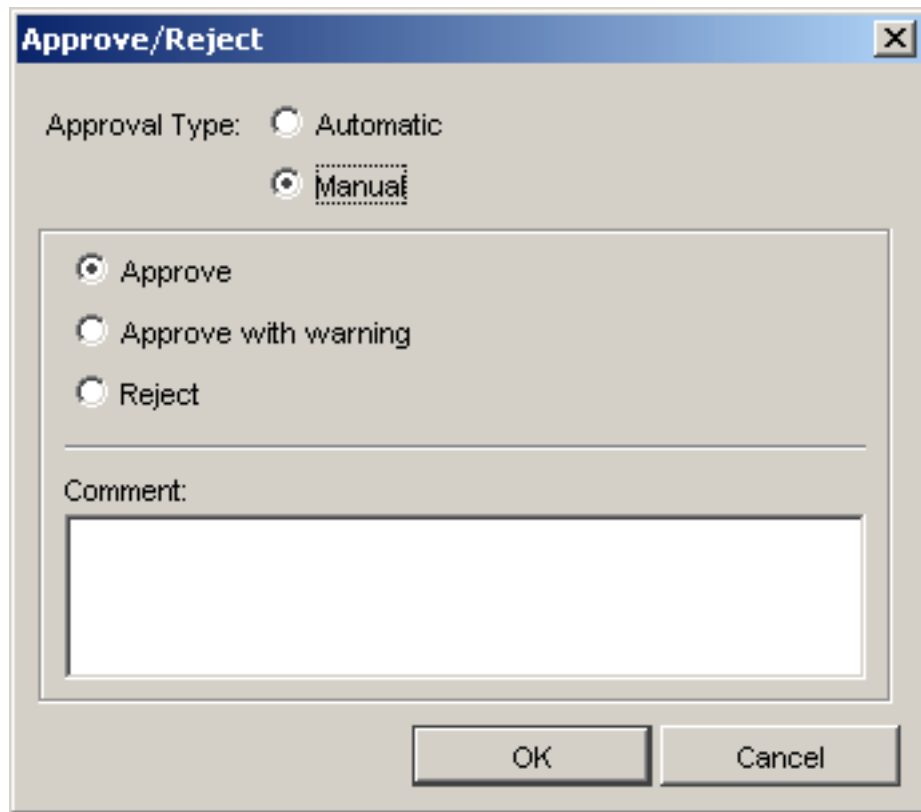 Approve/Reject
Approval Type: Automatic
Manual
Approve
Approve with warning
Reject
Comment:
OK Cancel